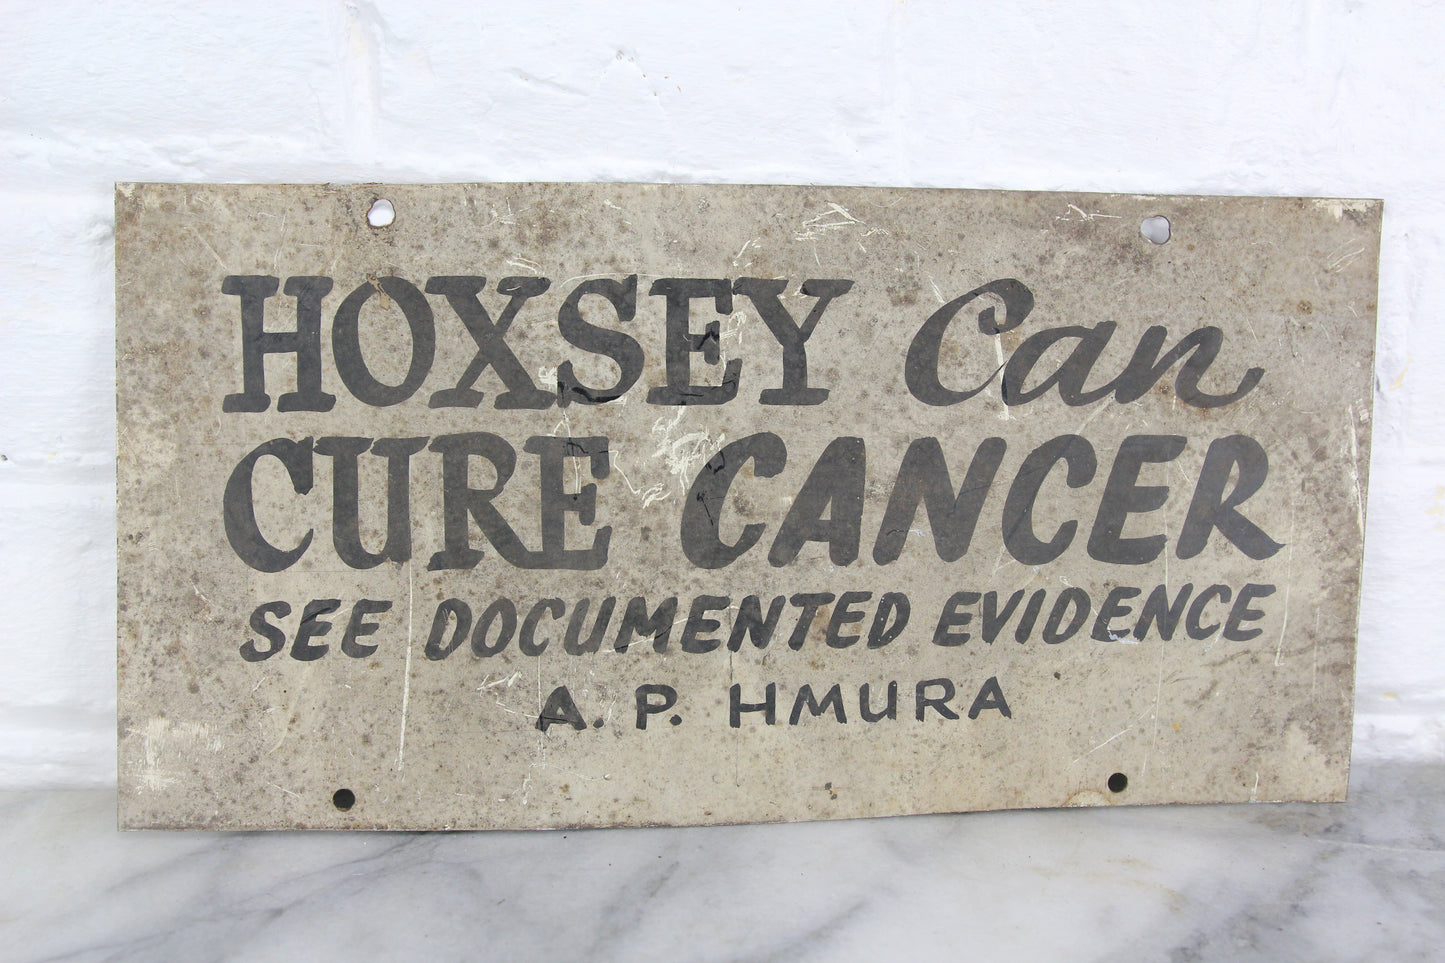 HOXSEY Can
CURE CANCER
SEE DOCUMENTED EVIDENCE
A. P. HMURA